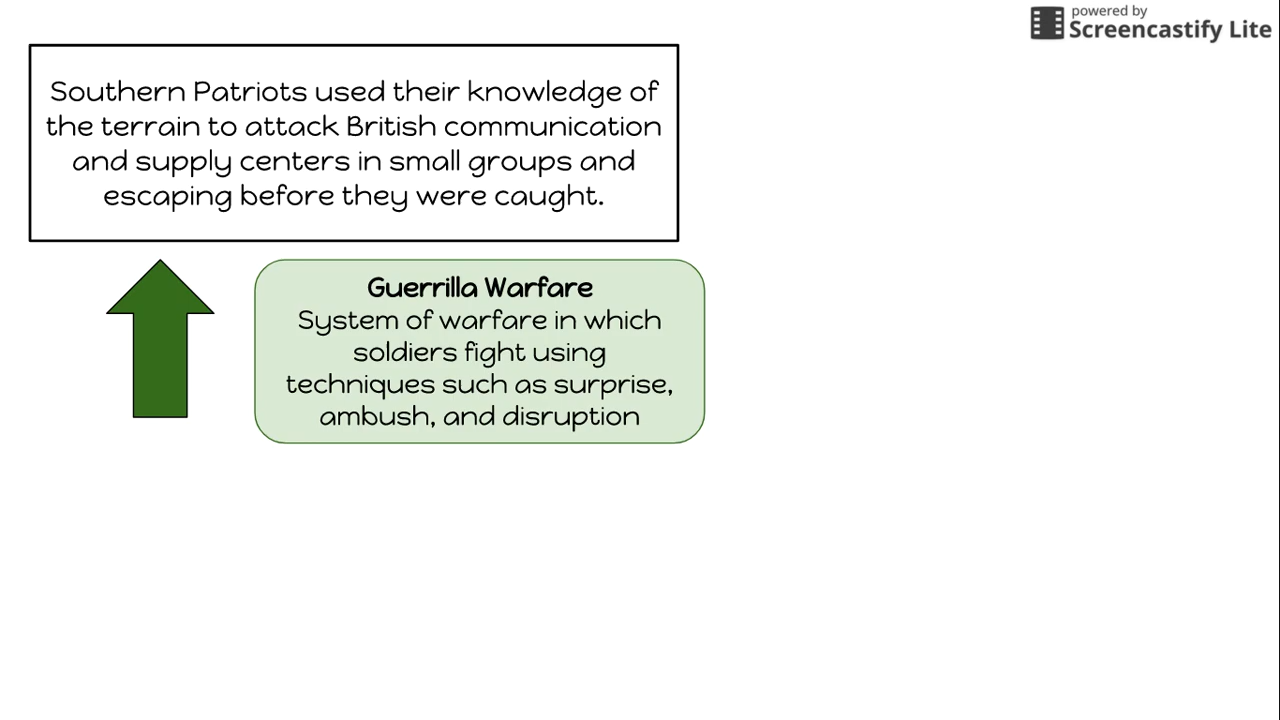 powered by
Screencastify Lite
Southern Patriots used their knowledge of
the terrain to attack British communication
and supply centers in small groups and
escaping before they were caught.
Guerrilla Warfare
System of warfare in which
soldiers fight using
techniques such as surprise,
ambush, and disruption